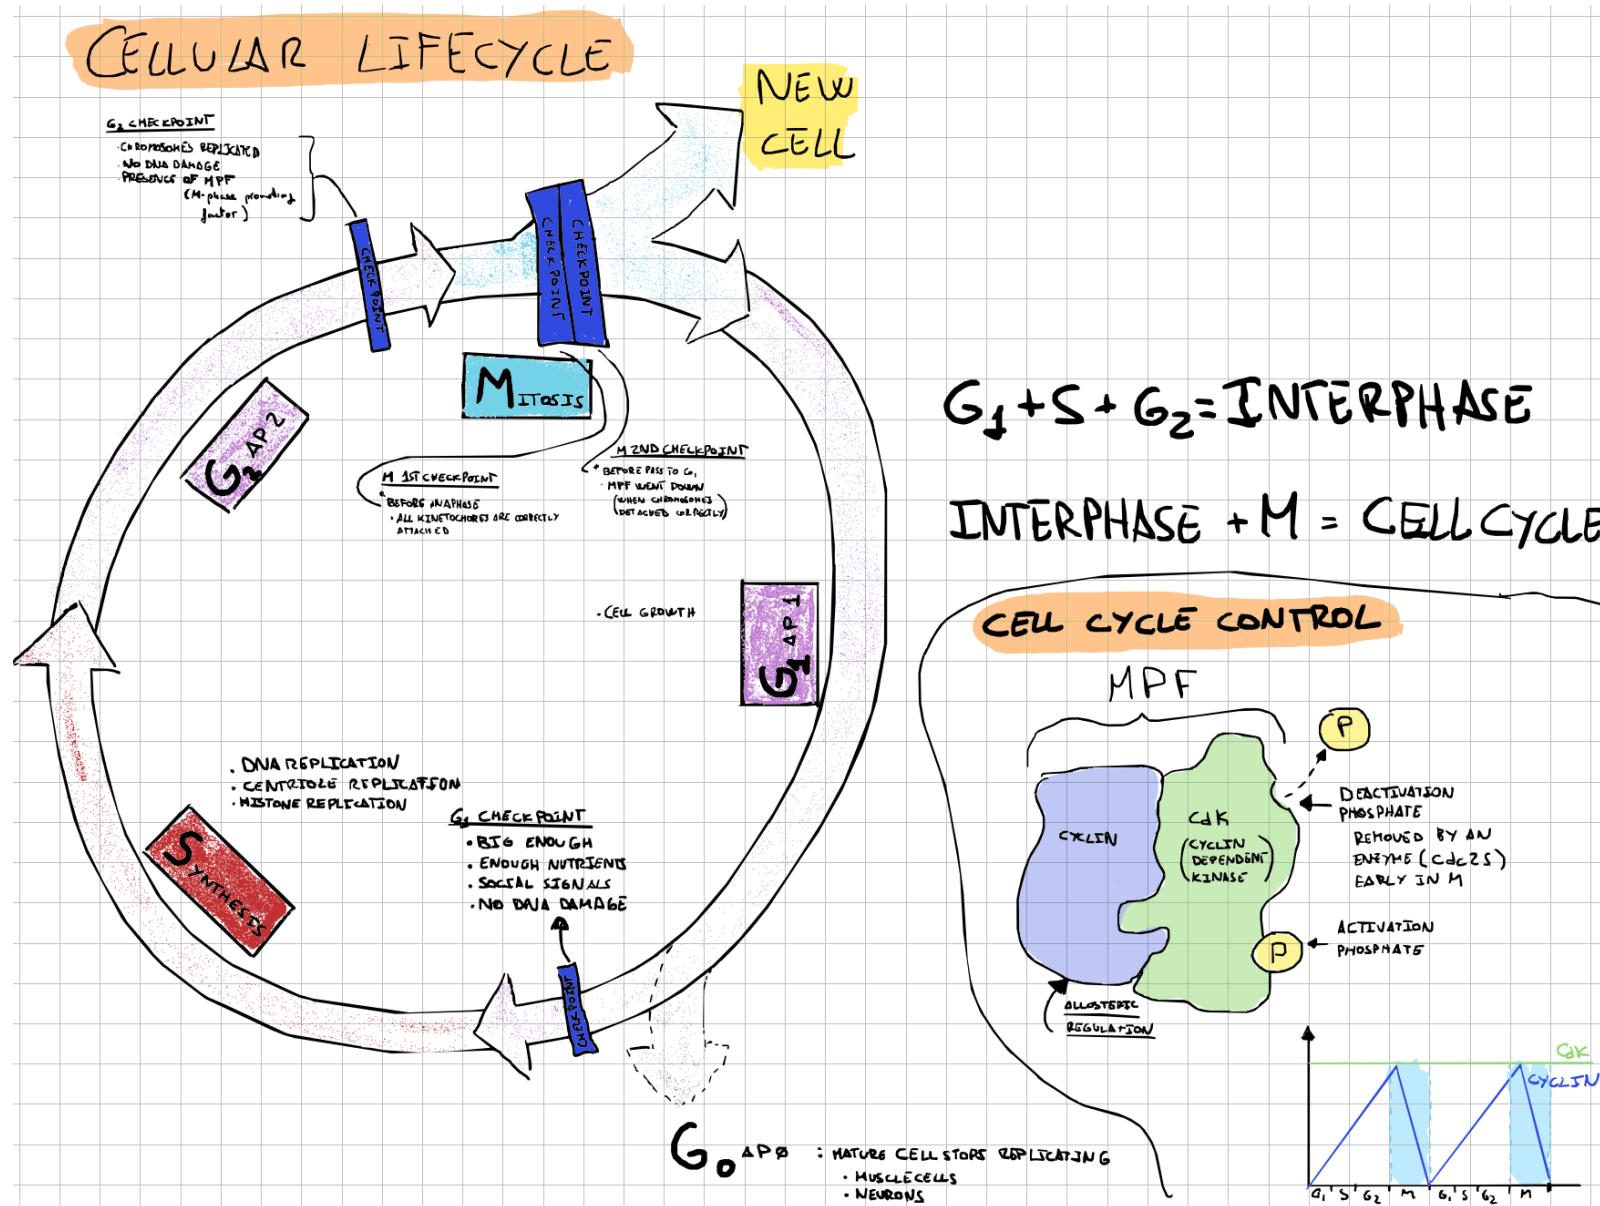 CELLULAR LIFECYCLE
NEW
CELL
G2 CHECKPOINT
· CHROMOSOMES REPLICATED
· NO DNA DAMAGE
· PRESENCE OF MPF
(M-phase promoting
factor)
CHECKPOINT
CHECKPOINT
CHECKPOINT
MITOSIS
M 1ST CHECKPOINT
* BEFORE ANAPHASE
· ALL KINETOCHORES ARE CORRECTLY
ATTACHED
M 2ND CHECKPOINT
* BEFORE PASS TO G1
· MPF WENT DOWN
(WHEN CHROMOSOMES
DETACHED CORRECTLY)
G2 AP 2
G1 AP 1
· CELL GROWTH
· DNA REPLICATION
· CENTRIOLE REPLICATION
· HISTONE REPLICATION
SYNTHESIS
G1 CHECKPOINT
· BIG ENOUGH
· ENOUGH NUTRIENTS
· SOCIAL SIGNALS
· NO DNA DAMAGE
CHECKPOINT
G0 AP0 : MATURE CELL STOPS REPLICATING
· MUSCLE CELLS
· NEURONS
G1 + S + G2 = INTERPHASE
INTERPHASE + M = CELL CYCLE
CELL CYCLE CONTROL
MPF
P
CYCLIN
CdK
(CYCLIN
DEPENDENT
KINASE)
DEACTIVATION
PHOSPHATE
REMOVED BY AN
ENZYME (Cdc25)
EARLY IN M
P
ACTIVATION
PHOSPHATE
ALLOSTERIC
REGULATION
CdK
CYCLIN
G1 S G2 M G1 S G2 M